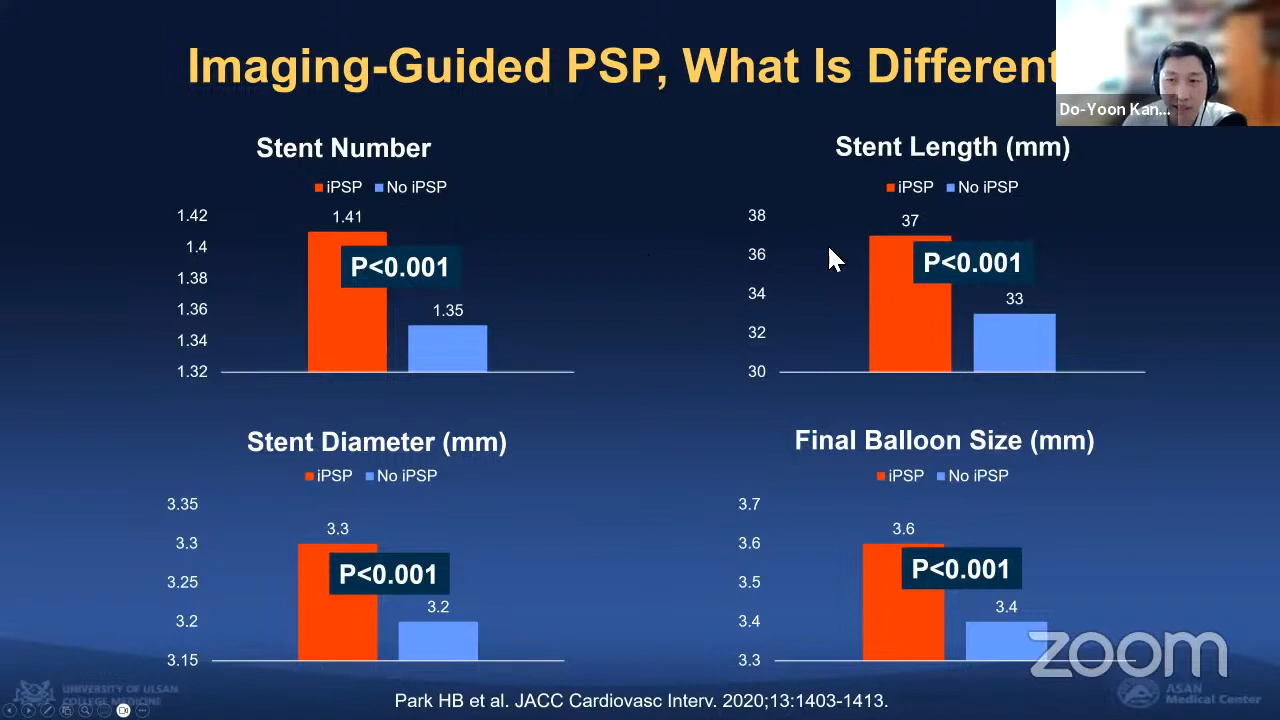 Imaging-Guided PSP, What Is Different
Do-Yoon Kan...
Stent Number
iPSP No iPSP
1.42
1.4
1.38
1.36
1.34
1.32
1.41
P<0.001
1.35
Stent Length (mm)
iPSP No iPSP
38
36
34
32
30
37
P<0.001
33
Stent Diameter (mm)
iPSP No iPSP
3.35
3.3
3.25
3.2
3.15
3.3
P<0.001
3.2
Final Balloon Size (mm)
iPSP No iPSP
3.7
3.6
3.5
3.4
3.3
3.6
P<0.001
3.4
zoom
UNIVERSITY OF ULSAN
COLLEGE MEDICINE
Park HB et al. JACC Cardiovasc Interv. 2020;13:1403-1413.
ASAN
Medical Center